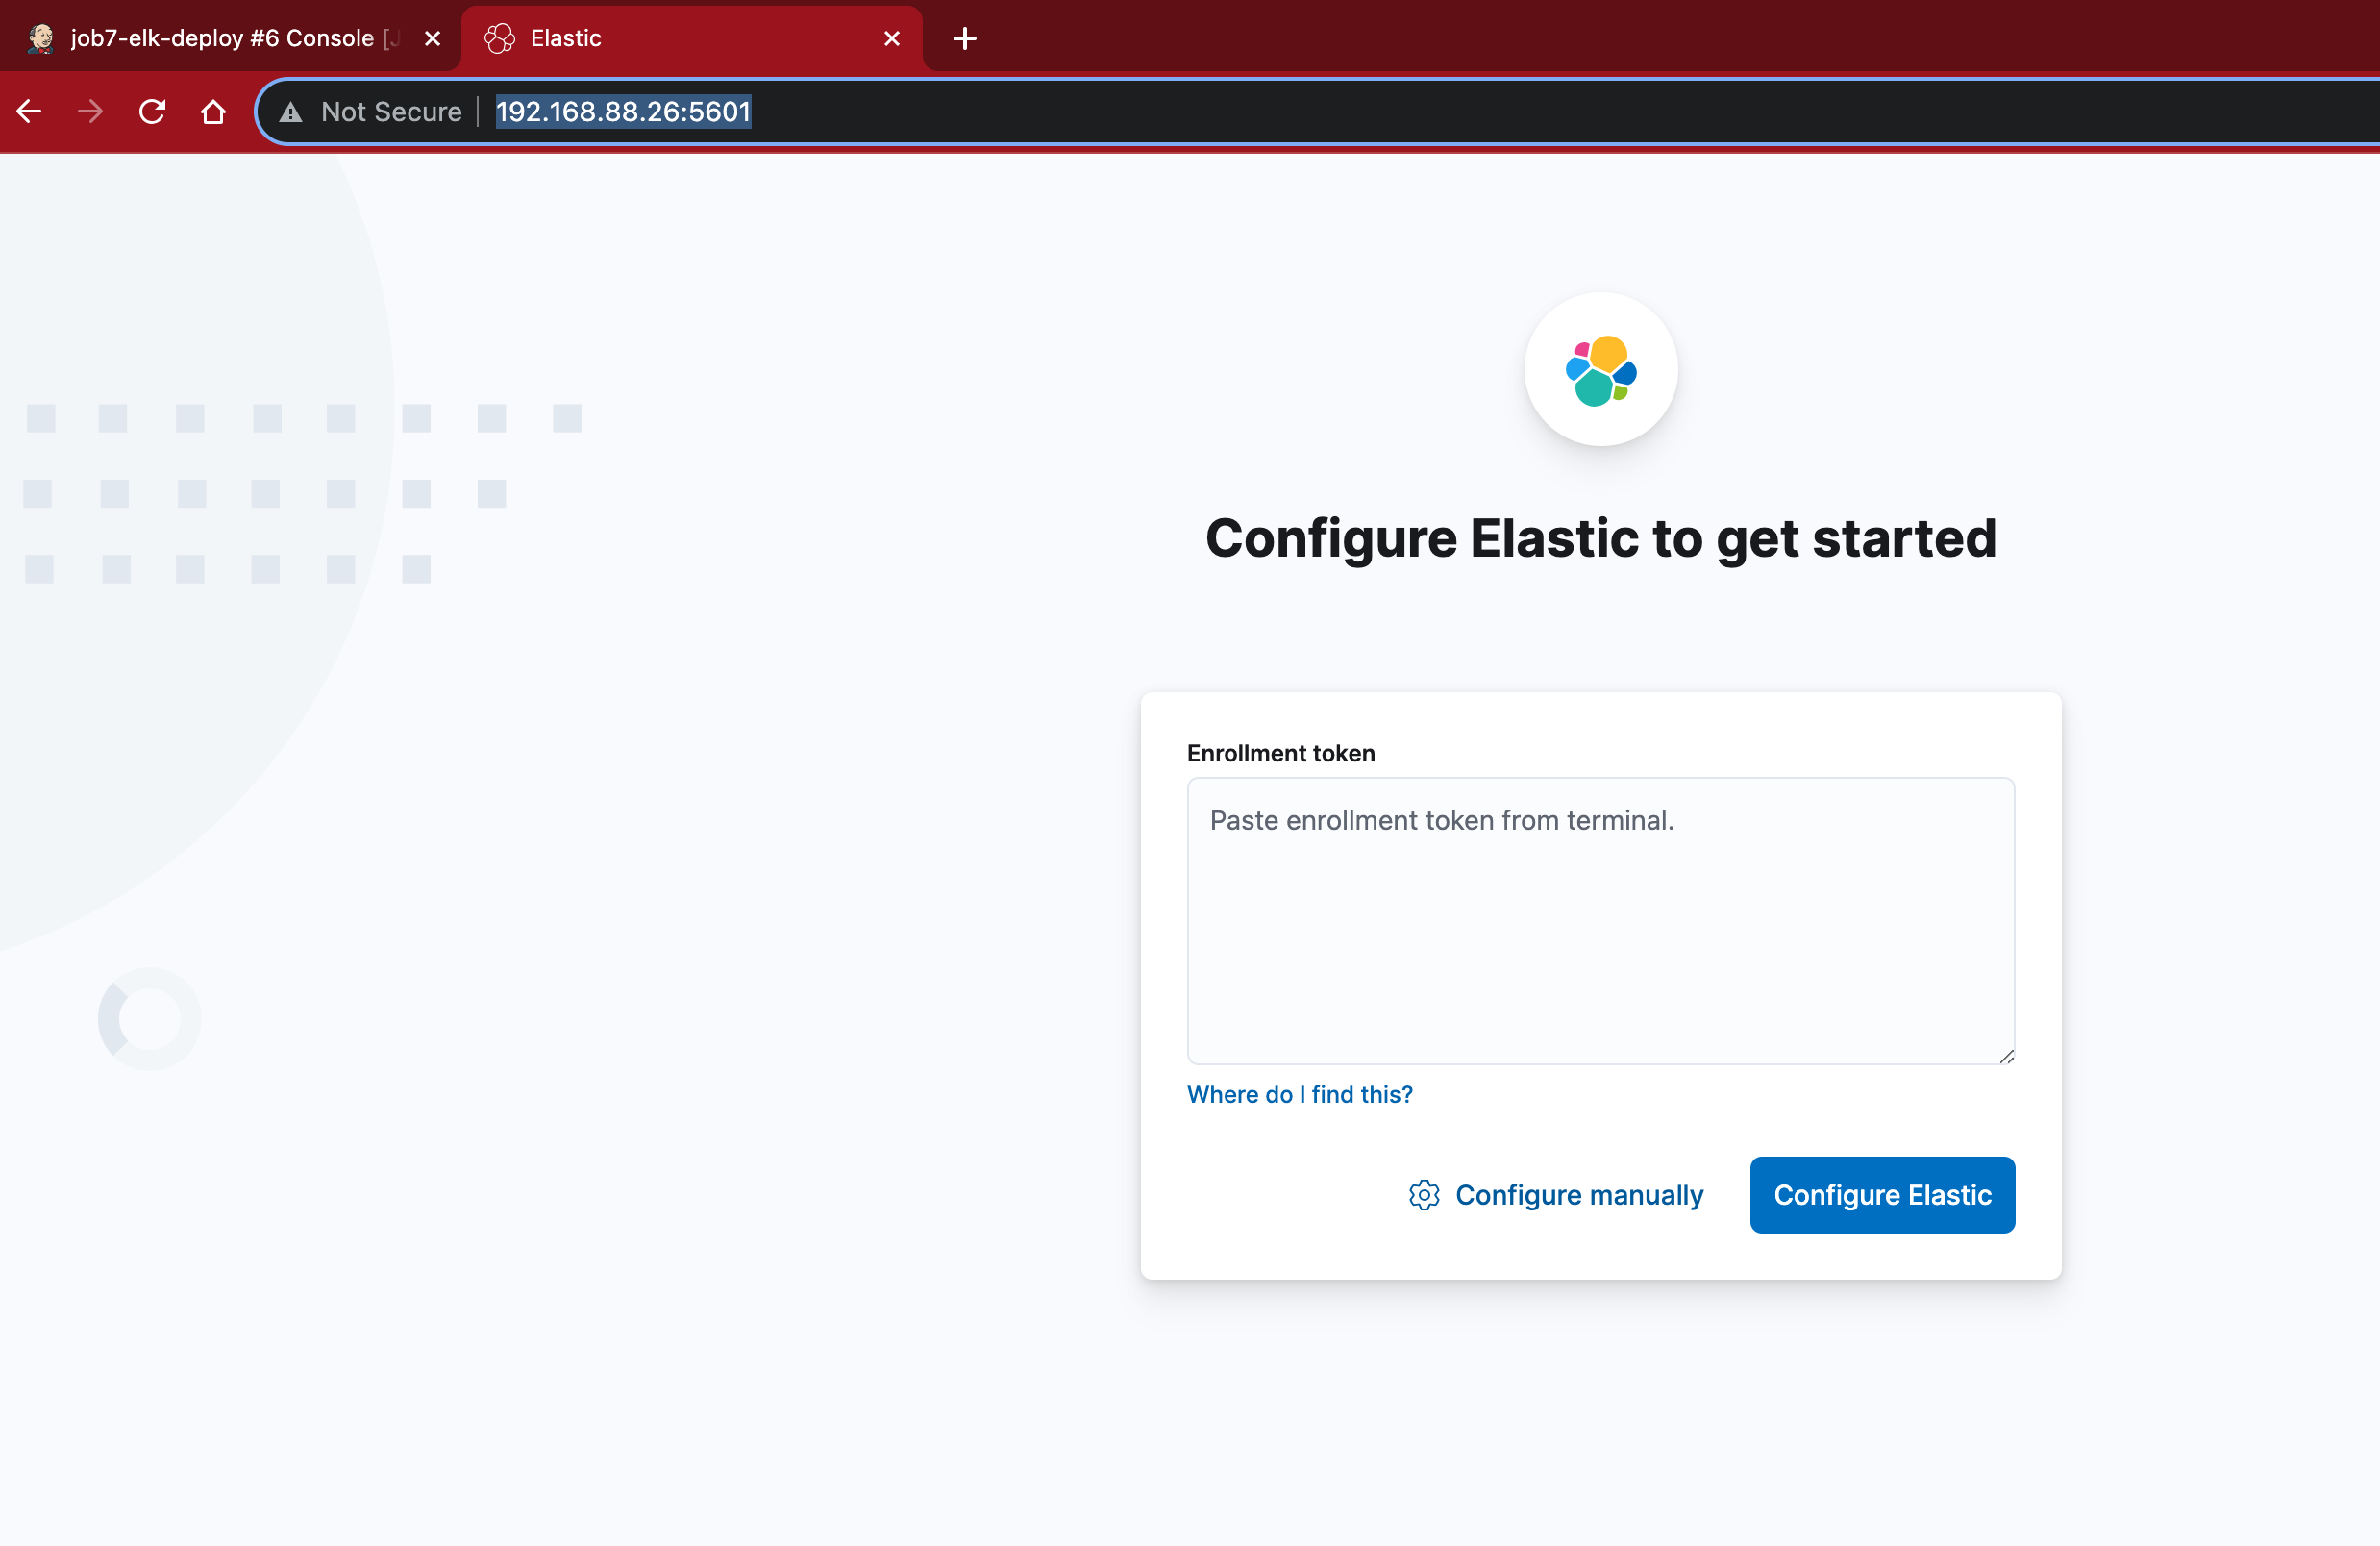 job7-elk-deploy #6 Console [J
Elastic
Not Secure
192.168.88.26:5601
Configure Elastic to get started
Enrollment token
Paste enrollment token from terminal.
Where do I find this?
Configure manually
Configure Elastic